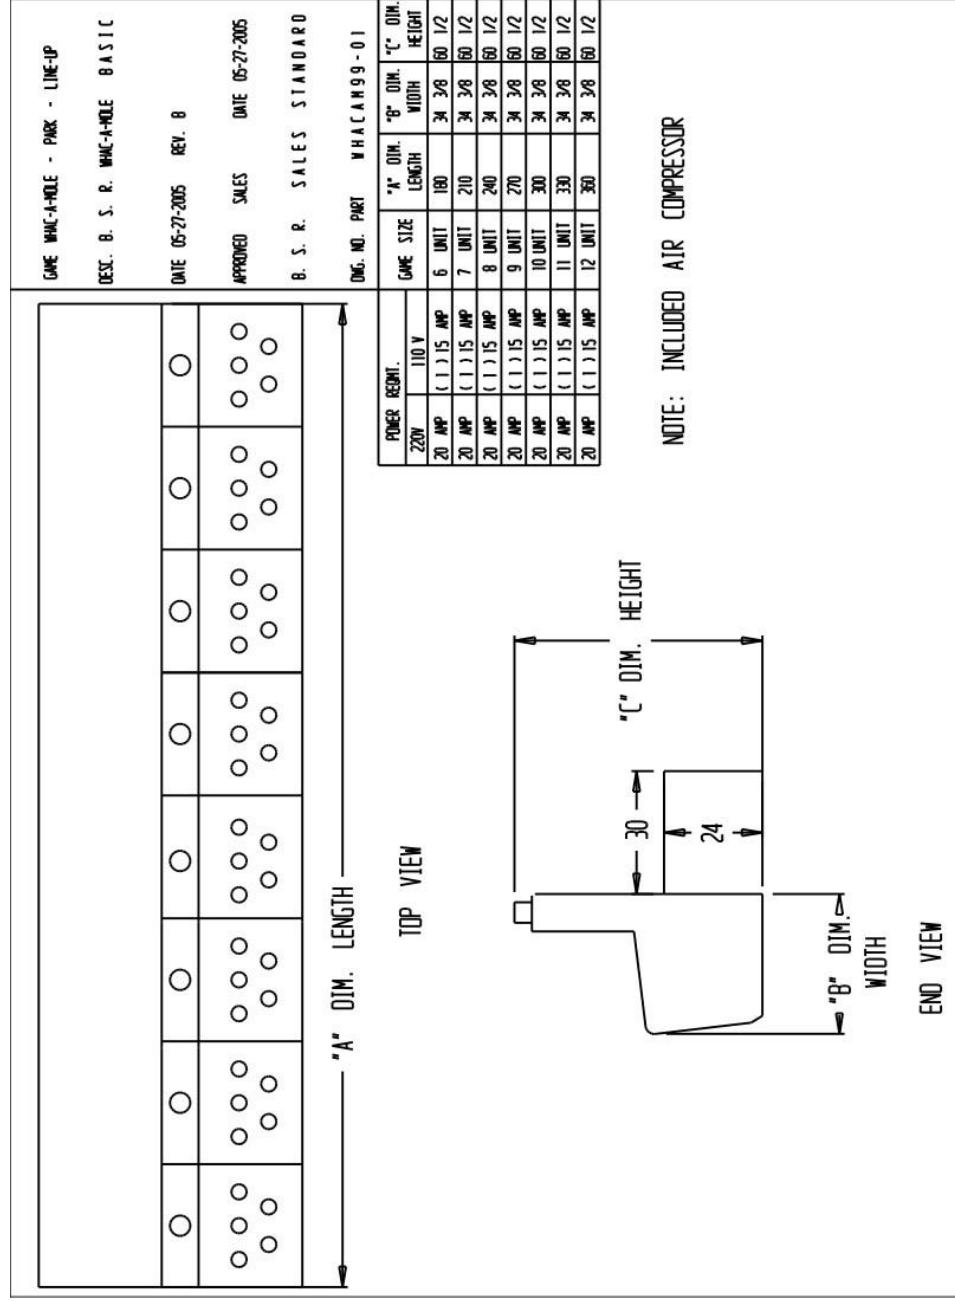 GAME WHAC-A-MOLE - PARK - LINE-UP
DESC. B. S. R. WHAC-A-MOLE BASIC
DATE 05-27-2005 REV. B
APPROVED SALES DATE 05-27-2005
B. S. R. SALES STANDARD
DWG. NO. PART WHACAM99-01
POWER REQMT. GAME SIZE "A" DIM. LENGTH "B" DIM. WIDTH "C" DIM. HEIGHT
220V 110 V
20 AMP ( 1 ) 15 AMP 6 UNIT 180 34 3/8 60 1/2
20 AMP ( 1 ) 15 AMP 7 UNIT 210 34 3/8 60 1/2
20 AMP ( 1 ) 15 AMP 8 UNIT 240 34 3/8 60 1/2
20 AMP ( 1 ) 15 AMP 9 UNIT 270 34 3/8 60 1/2
20 AMP ( 1 ) 15 AMP 10 UNIT 300 34 3/8 60 1/2
20 AMP ( 1 ) 15 AMP 11 UNIT 330 34 3/8 60 1/2
20 AMP ( 1 ) 15 AMP 12 UNIT 360 34 3/8 60 1/2
"A" DIM. LENGTH
TOP VIEW
NOTE: INCLUDED AIR COMPRESSOR
"C" DIM. HEIGHT
30
24
"B" DIM.
WIDTH
END VIEW